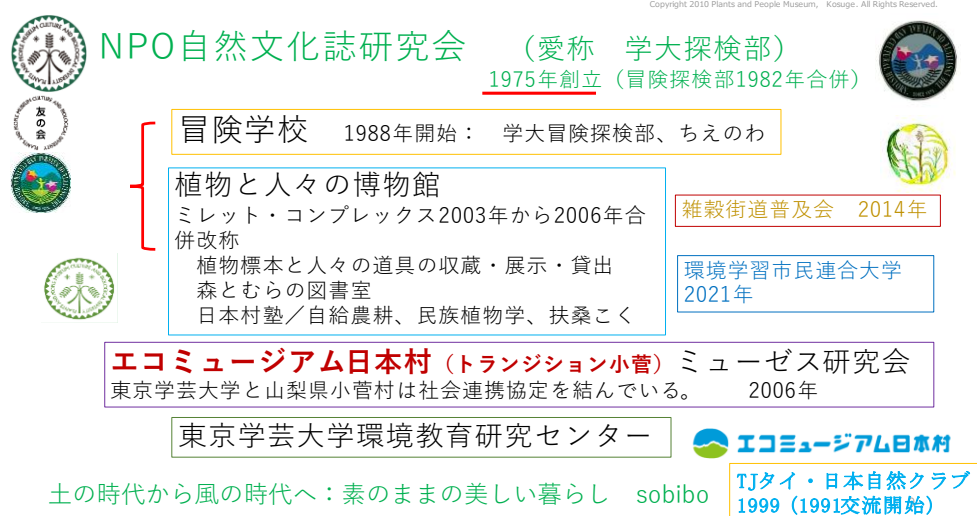 Copyright 2010 Plants and People Museum, Kosuge. All Rights Reserved.
NPO自然文化誌研究会　（愛称　学大探検部）
1975年創立（冒険探検部1982年合併）
友の会
冒険学校　1988年開始：　学大冒険探検部、ちえのわ
植物と人々の博物館
ミレット・コンプレックス2003年から2006年合
併改称
植物標本と人々の道具の収蔵・展示・貸出
森とむらの図書室
日本村塾／自給農耕、民族植物学、扶桑こく
雑穀街道普及会　2014年
環境学習市民連合大学
2021年
エコミュージアム日本村（トランジション小菅）ミューゼス研究会
東京学芸大学と山梨県小菅村は社会連携協定を結んでいる。　2006年
東京学芸大学環境教育研究センター
エコミュージアム日本村
土の時代から風の時代へ：素のままの美しい暮らし　sobibo
TJタイ・日本自然クラブ
1999（1991交流開始）